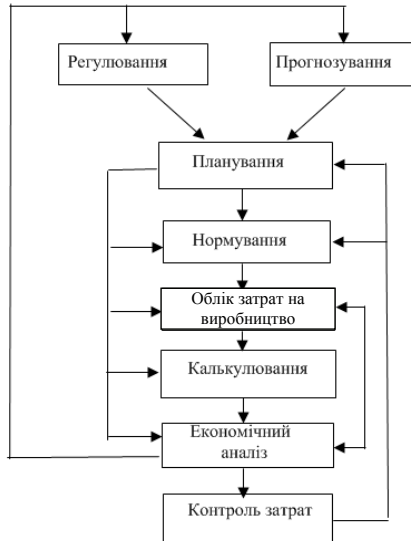 Регулювання
Прогнозування
Планування
Нормування
Облік затрат на
виробництво
Калькулювання
Економічний
аналіз
Контроль затрат